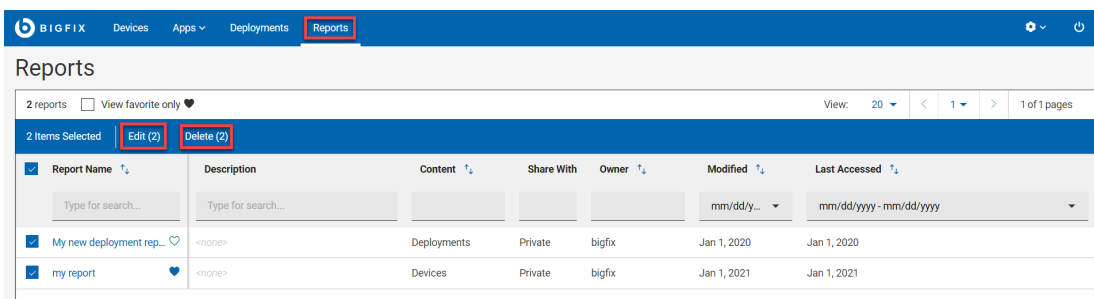 BIGFIX Devices Apps Deployments Reports
Reports
2 reports View favorite only View: 20 1 1 of 1 pages
2 Items Selected Edit (2) Delete (2)
Report Name Description Content Share With Owner Modified Last Accessed
Type for search... Type for search... mm/dd/y... mm/dd/yyyy - mm/dd/yyyy
My new deployment rep... <none> Deployments Private bigfix Jan 1, 2020 Jan 1, 2020
my report <none> Devices Private bigfix Jan 1, 2021 Jan 1, 2021